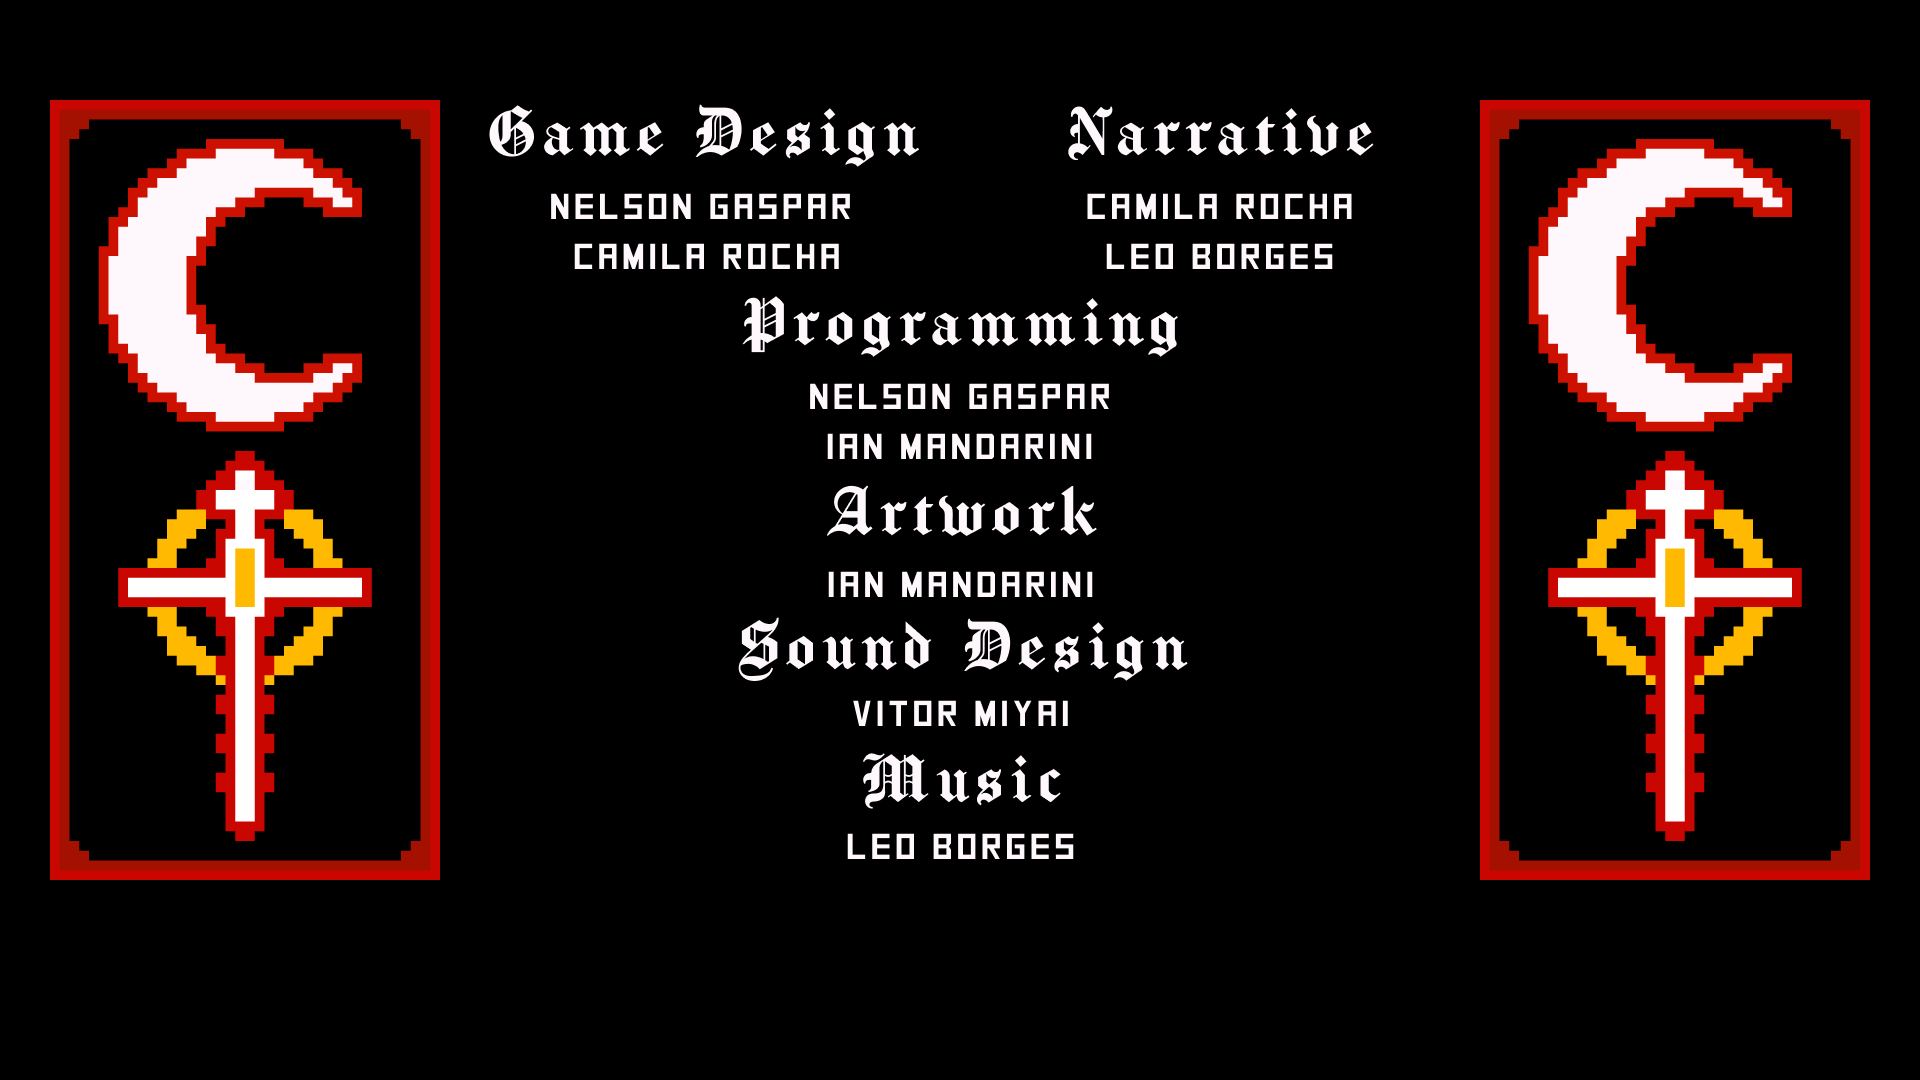 Game Design
NELSON GASPAR
CAMILA ROCHA
Narrative
CAMILA ROCHA
LEO BORGES
Programming
NELSON GASPAR
IAN MANDARINI
Artwork
IAN MANDARINI
Sound Design
VITOR MIYAI
Music
LEO BORGES